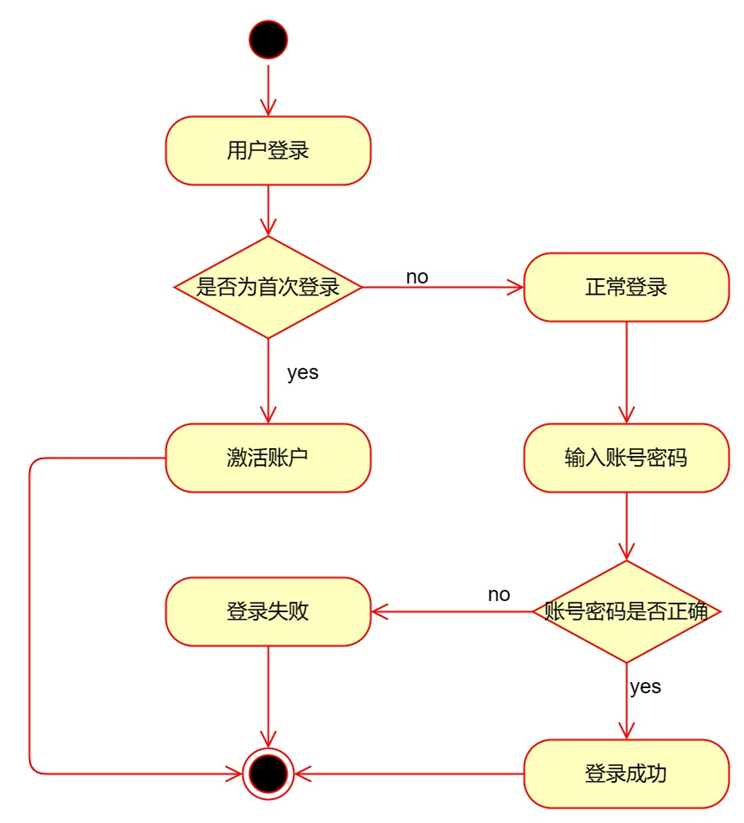 用户登录
是否为首次登录
no
正常登录
yes
激活账户
输入账号密码
登录失败
no
账号密码是否正确
yes
登录成功